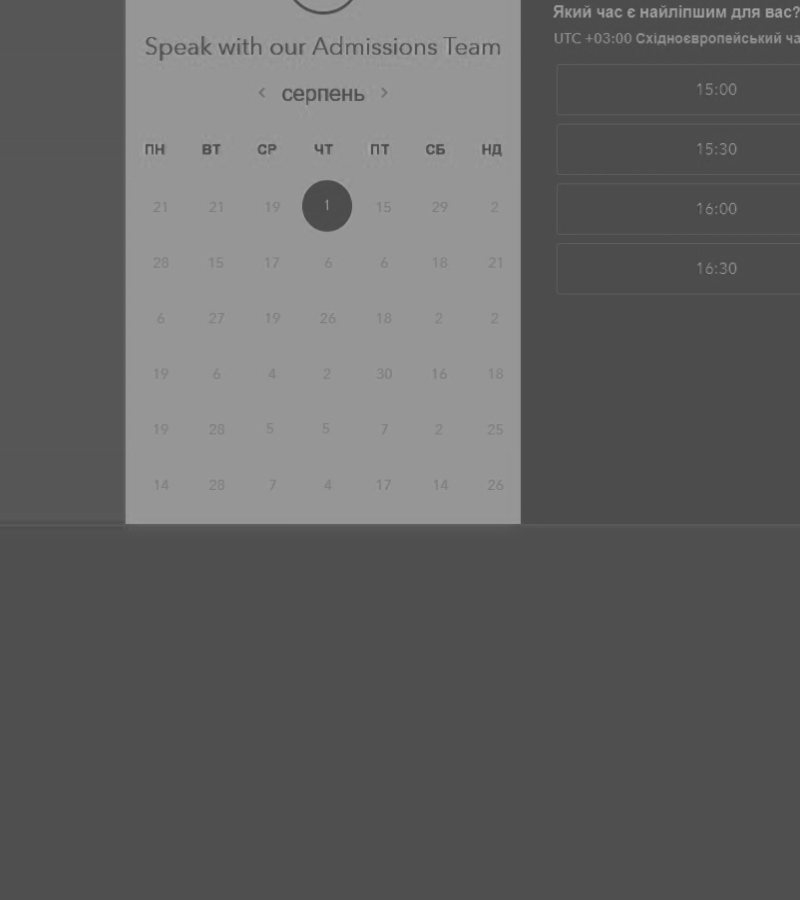 Speak with our Admissions Team
‹ серпень ›
ПН ВТ СР ЧТ ПТ СБ НД
21 21 19 1 15 29 2
28 15 17 6 6 18 21
6 27 19 26 18 2 2
19 6 4 2 30 16 18
19 28 5 5 7 2 25
14 28 7 4 17 14 26
Який час є найліпшим для вас?
UTC +03:00 Східноєвропейський ча
15:00
15:30
16:00
16:30